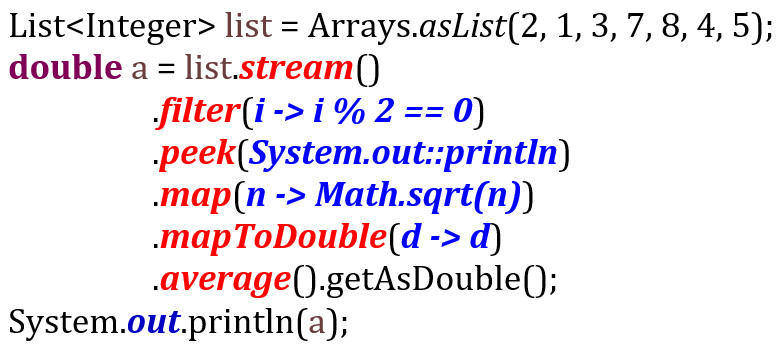 List<Integer> list = Arrays.asList(2, 1, 3, 7, 8, 4, 5);
double a = list.stream()
.filter(i -> i % 2 == 0)
.peek(System.out::println)
.map(n -> Math.sqrt(n))
.mapToDouble(d -> d)
.average().getAsDouble();
System.out.println(a);